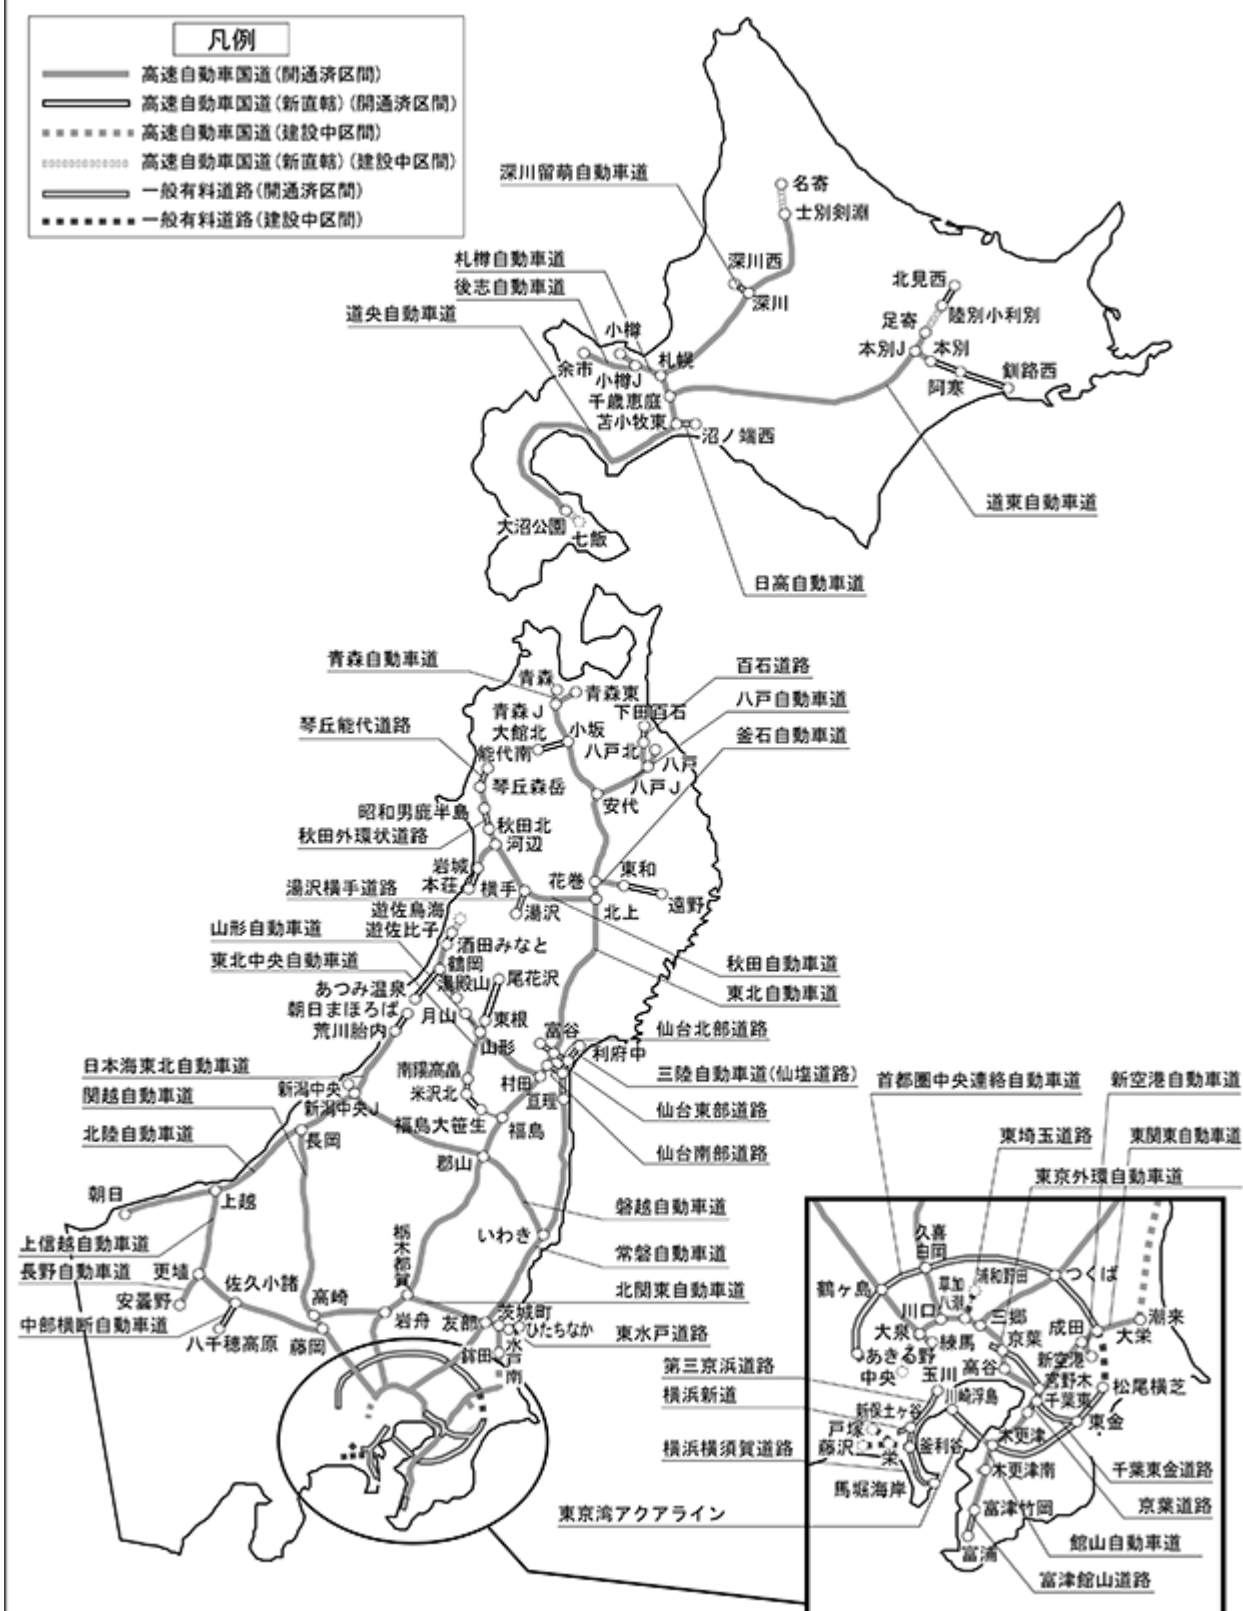 凡例
高速自動車国道(開通済区間)
高速自動車国道(新直轄)(開通済区間)
高速自動車国道(建設中区間)
高速自動車国道(新直轄)(建設中区間)
一般有料道路(開通済区間)
一般有料道路(建設中区間)
深川留萌自動車道
名寄
士別剣淵
札樽自動車道
深川西
後志自動車道
深川
北見西
道央自動車道
小樽
足寄
陸別小利別
余市
小樽J
札幌
本別J
本別
釧路西
千歳恵庭
阿寒
苫小牧東
沼ノ端西
道東自動車道
大沼公園
七飯
日高自動車道
青森自動車道
青森
青森東
百石道路
青森J
下田百石
八戸自動車道
琴丘能代道路
大館北
小坂
釜石自動車道
能代南
八戸北
八戸
琴丘森岳
八戸J
安代
昭和男鹿半島
秋田外環状道路
秋田北
河辺
岩城
本荘
花巻
東和
湯沢横手道路
横手
遠野
北上
遊佐鳥海
湯沢
山形自動車道
遊佐比子
酒田みなと
秋田自動車道
東北中央自動車道
鶴岡
湯殿山
尾花沢
東北自動車道
あつみ温泉
朝日まほろば
月山
東根
荒川胎内
山形
富谷
仙台北部道路
利府中
日本海東北自動車道
南陽高畠
村田
三陸自動車道(仙塩道路)
首都圏中央連絡自動車道
新空港自動車道
新潟中央
米沢北
亘理
関越自動車道
新潟中央J
仙台東部道路
北陸自動車道
長岡
福島大笹生
福島
東埼玉道路
東関東自動車道
郡山
仙台南部道路
東京外環自動車道
朝日
上越
磐越自動車道
上信越自動車道
いわき
常磐自動車道
長野自動車道
更埴
佐久小諸
栃木都賀
北関東自動車道
安曇野
高崎
中部横断自動車道
岩舟
友部
茨城町
ひたちなか
八千穂高原
藤岡
東水戸道路
鉾田
水戸南
久喜白岡
浦和野田
つくば
鶴ヶ島
草加
八潮
川口
三郷
潮来
大泉
練馬
京葉
成田
大栄
あきる野
高谷
新空港
第三京浜道路
中央
玉川
宮野木
松尾横芝
横浜新道
川崎浮島
千葉東
新保土ヶ谷
東金
戸塚
藤沢
栄
釜利谷
木更津
横浜横須賀道路
木更津南
千葉東金道路
馬堀海岸
京葉道路
東京湾アクアライン
富津竹岡
館山自動車道
富浦
富津館山道路